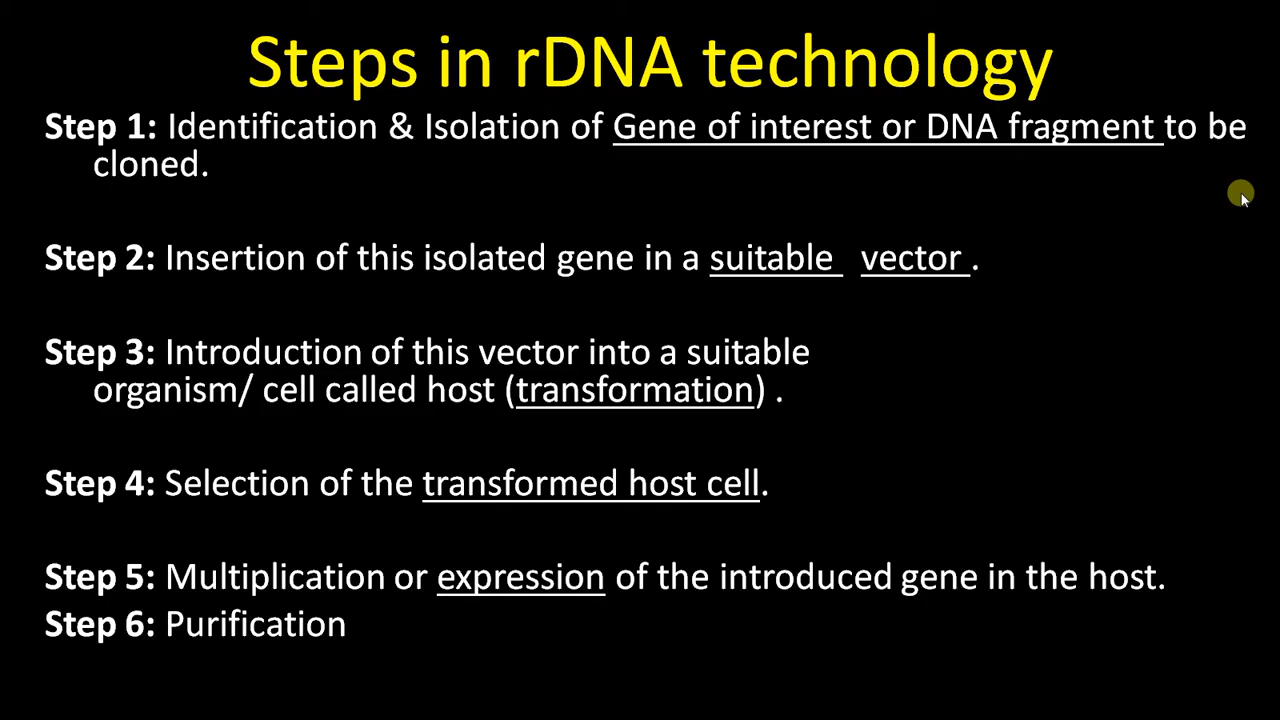 Steps in rDNA technology
Step 1: Identification & Isolation of Gene of interest or DNA fragment to be
cloned.
Step 2: Insertion of this isolated gene in a suitable vector .
Step 3: Introduction of this vector into a suitable
organism/ cell called host (transformation) .
Step 4: Selection of the transformed host cell.
Step 5: Multiplication or expression of the introduced gene in the host.
Step 6: Purification